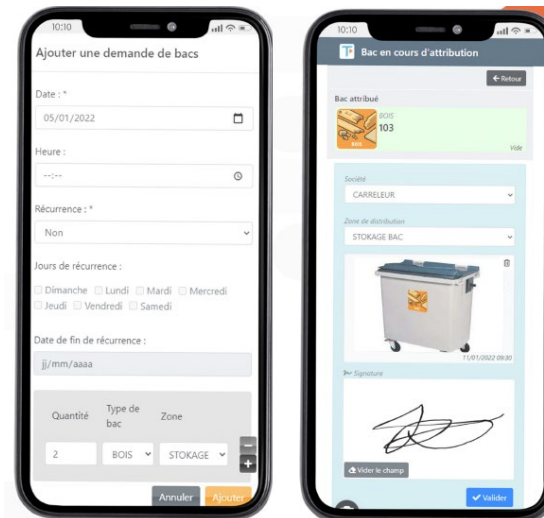 10:10
Ajouter une demande de bacs
Date : *
05/01/2022
Heure :
--:--
Récurrence : *
Non
Jours de récurrence :
Dimanche Lundi Mardi Mercredi
Jeudi Vendredi Samedi
Date de fin de récurrence :
jj/mm/aaaa
Quantité Type de bac Zone
2 BOIS STOKAGE
Annuler Ajouter
10:10
Bac en cours d'attribution
Retour
Bac attribué
BOIS
103
BOIS
Vide
Société
CARRELEUR
Zone de distribution
STOKAGE BAC
11/01/2022 09:30
Signature
Vider le champ
Valider